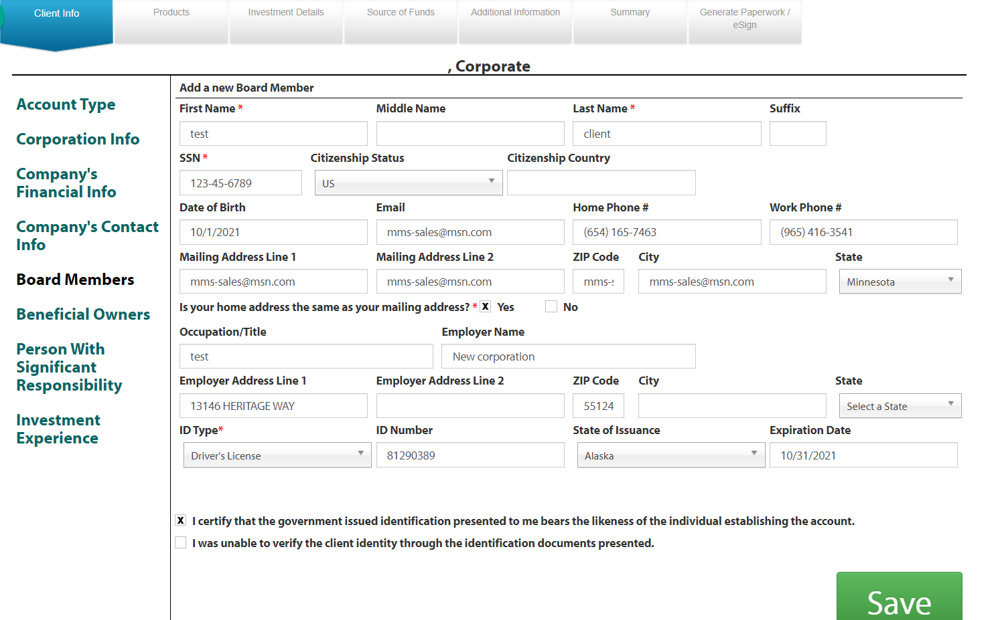 Client Info
Products
Investment Details
Source of Funds
Additional Information
Summary
Generate Paperwork /
eSign
, Corporate
Account Type
Corporation Info
Company's
Financial Info
Company's Contact
Info
Board Members
Beneficial Owners
Person With
Significant
Responsibility
Investment
Experience
Add a new Board Member
First Name * Middle Name Last Name * Suffix
test client
SSN * Citizenship Status Citizenship Country
123-45-6789 US
Date of Birth Email Home Phone # Work Phone #
10/1/2021 mms-sales@msn.com (654) 165-7463 (965) 416-3541
Mailing Address Line 1 Mailing Address Line 2 ZIP Code City State
mms-sales@msn.com mms-sales@msn.com mms-s mms-sales@msn.com Minnesota
Is your home address the same as your mailing address? * x Yes No
Occupation/Title Employer Name
test New corporation
Employer Address Line 1 Employer Address Line 2 ZIP Code City State
13146 HERITAGE WAY 55124 Select a State
ID Type* ID Number State of Issuance Expiration Date
Driver's License 81290389 Alaska 10/31/2021
x I certify that the government issued identification presented to me bears the likeness of the individual establishing the account.
I was unable to verify the client identity through the identification documents presented.
Save